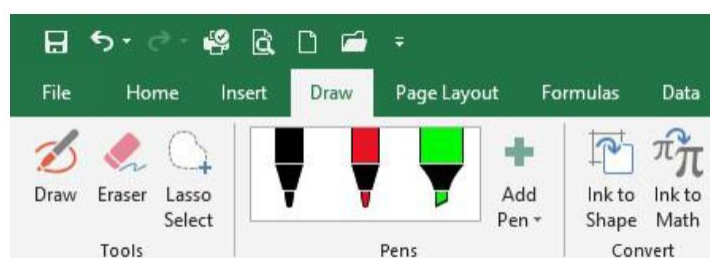 File Home Insert Draw Page Layout Formulas Data
Draw Eraser Lasso Select
Add Pen
Ink to Shape Ink to Math
Tools Pens Convert